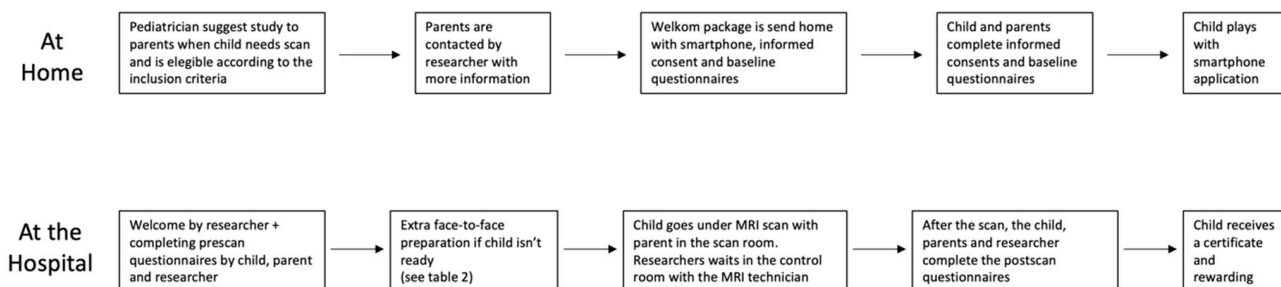 At
Home
Pediatrician suggest study to
parents when child needs scan
and is elegible according to the
inclusion criteria
Parents are
contacted by
researcher with
more information
Welkom package is send home
with smartphone, informed
consent and baseline
questionnaires
Child and parents
complete informed
consents and baseline
questionnaires
Child plays
with
smartphone
application
At the
Hospital
Welcome by researcher +
completing prescan
questionnaires by child, parent
and researcher
Extra face-to-face
preparation if child isn't
ready
(see table 2)
Child goes under MRI scan with
parent in the scan room.
Researchers waits in the control
room with the MRI technician
After the scan, the child,
parents and researcher
complete the postscan
questionnaires
Child receives
a certificate
and
rewarding